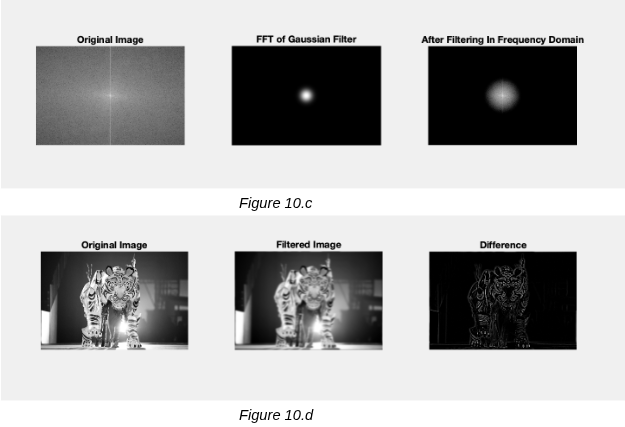 Original Image FFT of Gaussian Filter After Filtering In Frequency Domain
Figure 10.c
Original Image Filtered Image Difference
Figure 10.d